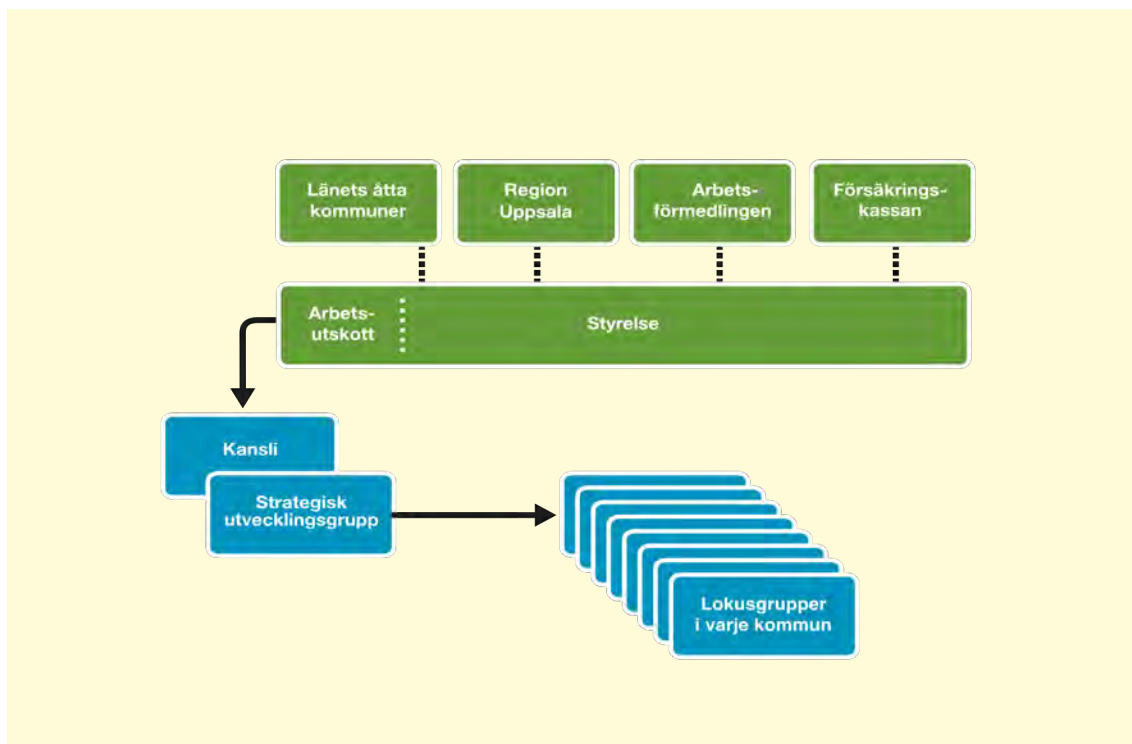 Länets åtta
kommuner
Region
Uppsala
Arbets-
förmedlingen
Försäkrings-
kassan
Arbets-
utskott
Styrelse
Kansli
Strategisk
utvecklingsgrupp
Lokusgrupper
i varje kommun